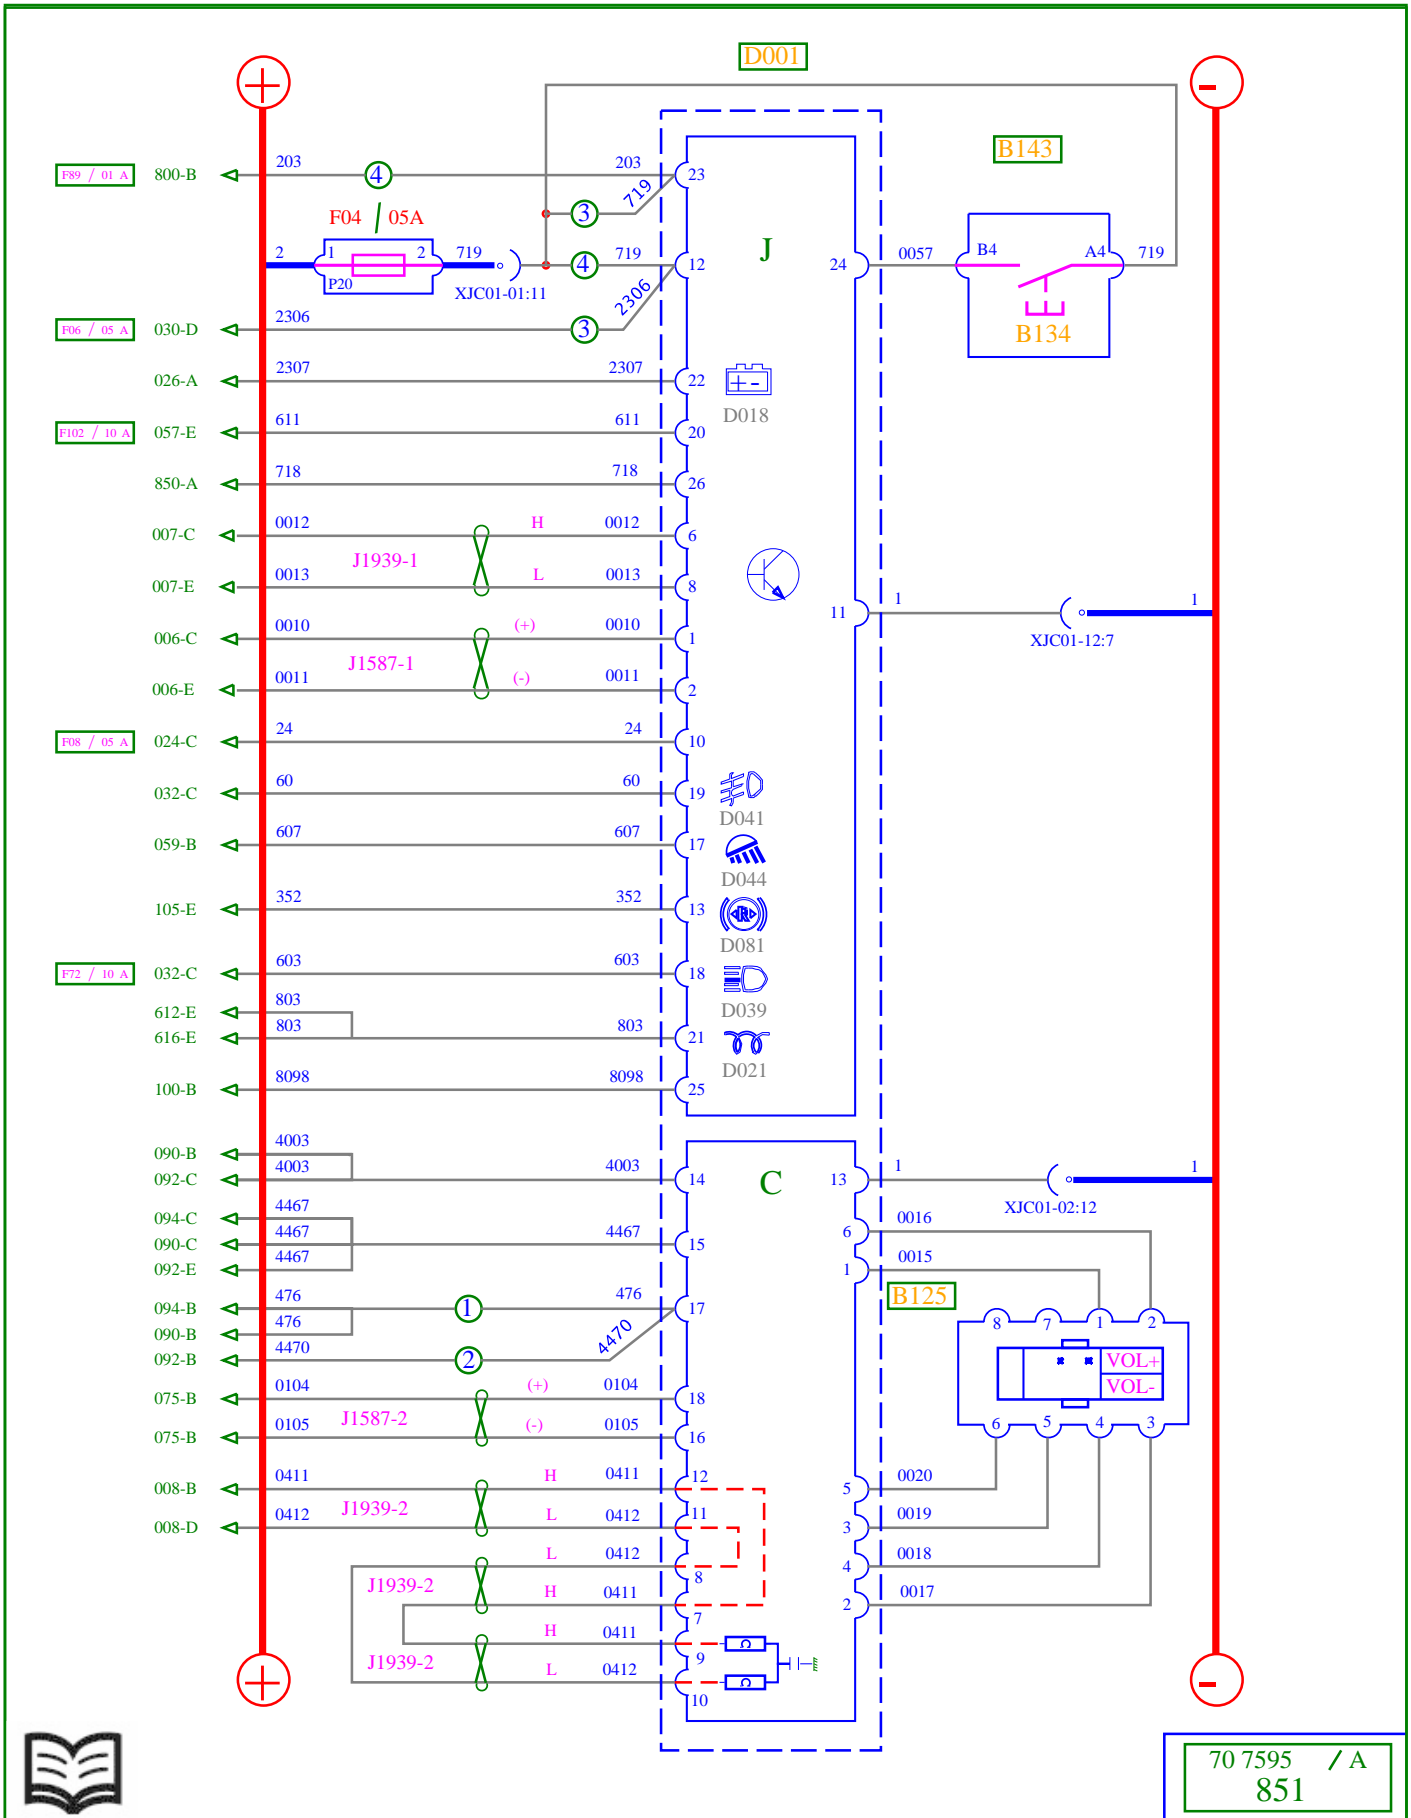 D001
B143
F89 / 01 A 800-B 203 4 203 719 23
3
F04 / 05A
2 1 2 719 P20 XJC01-01:11 4 719 12
J
24 0057 B4 A4 719
B134
F06 / 05 A 030-D 2306 3 2306
026-A 2307 2307 22 + -
D018
F102 / 10 A 057-E 611 611 20
850-A 718 718 26
007-C 0012 H 0012 6
J1939-1
007-E 0013 L 0013 8
11 1 1
XJC01-12:7
006-C 0010 (+) 0010 1
J1587-1
006-E 0011 (-) 0011 2
F08 / 05 A 024-C 24 24 10
032-C 60 60 19
D041
059-B 607 607 17
D044
105-E 352 352 13 R
D081
F72 / 10 A 032-C 603 603 18
D039
612-E 803
616-E 803 803 21
D021
100-B 8098 8098 25
090-B 4003
092-C 4003 4003 14
C
13 1 1
XJC01-02:12
094-C 4467
090-C 4467 4467 15
092-E 4467
6 0016
1 0015
B125
094-B 476 1 476 17
090-B 476
092-B 4470 2 4470
8 7 1 2
VOL+
VOL-
6 5 4 3
075-B 0104 (+) 0104 18
J1587-2
075-B 0105 (-) 0105 16
008-B 0411 H 0411 12
J1939-2
008-D 0412 L 0412 11
L 0412 8
J1939-2
H 0411 7
H 0411 9 Ω
J1939-2
L 0412 10 Ω
5 0020
3 0019
4 0018
2 0017
70 7595 / A
851